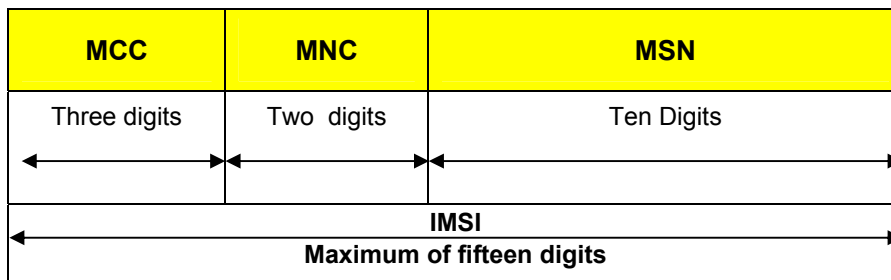 MCC MNC MSN
Three digits Two digits Ten Digits
IMSI
Maximum of fifteen digits